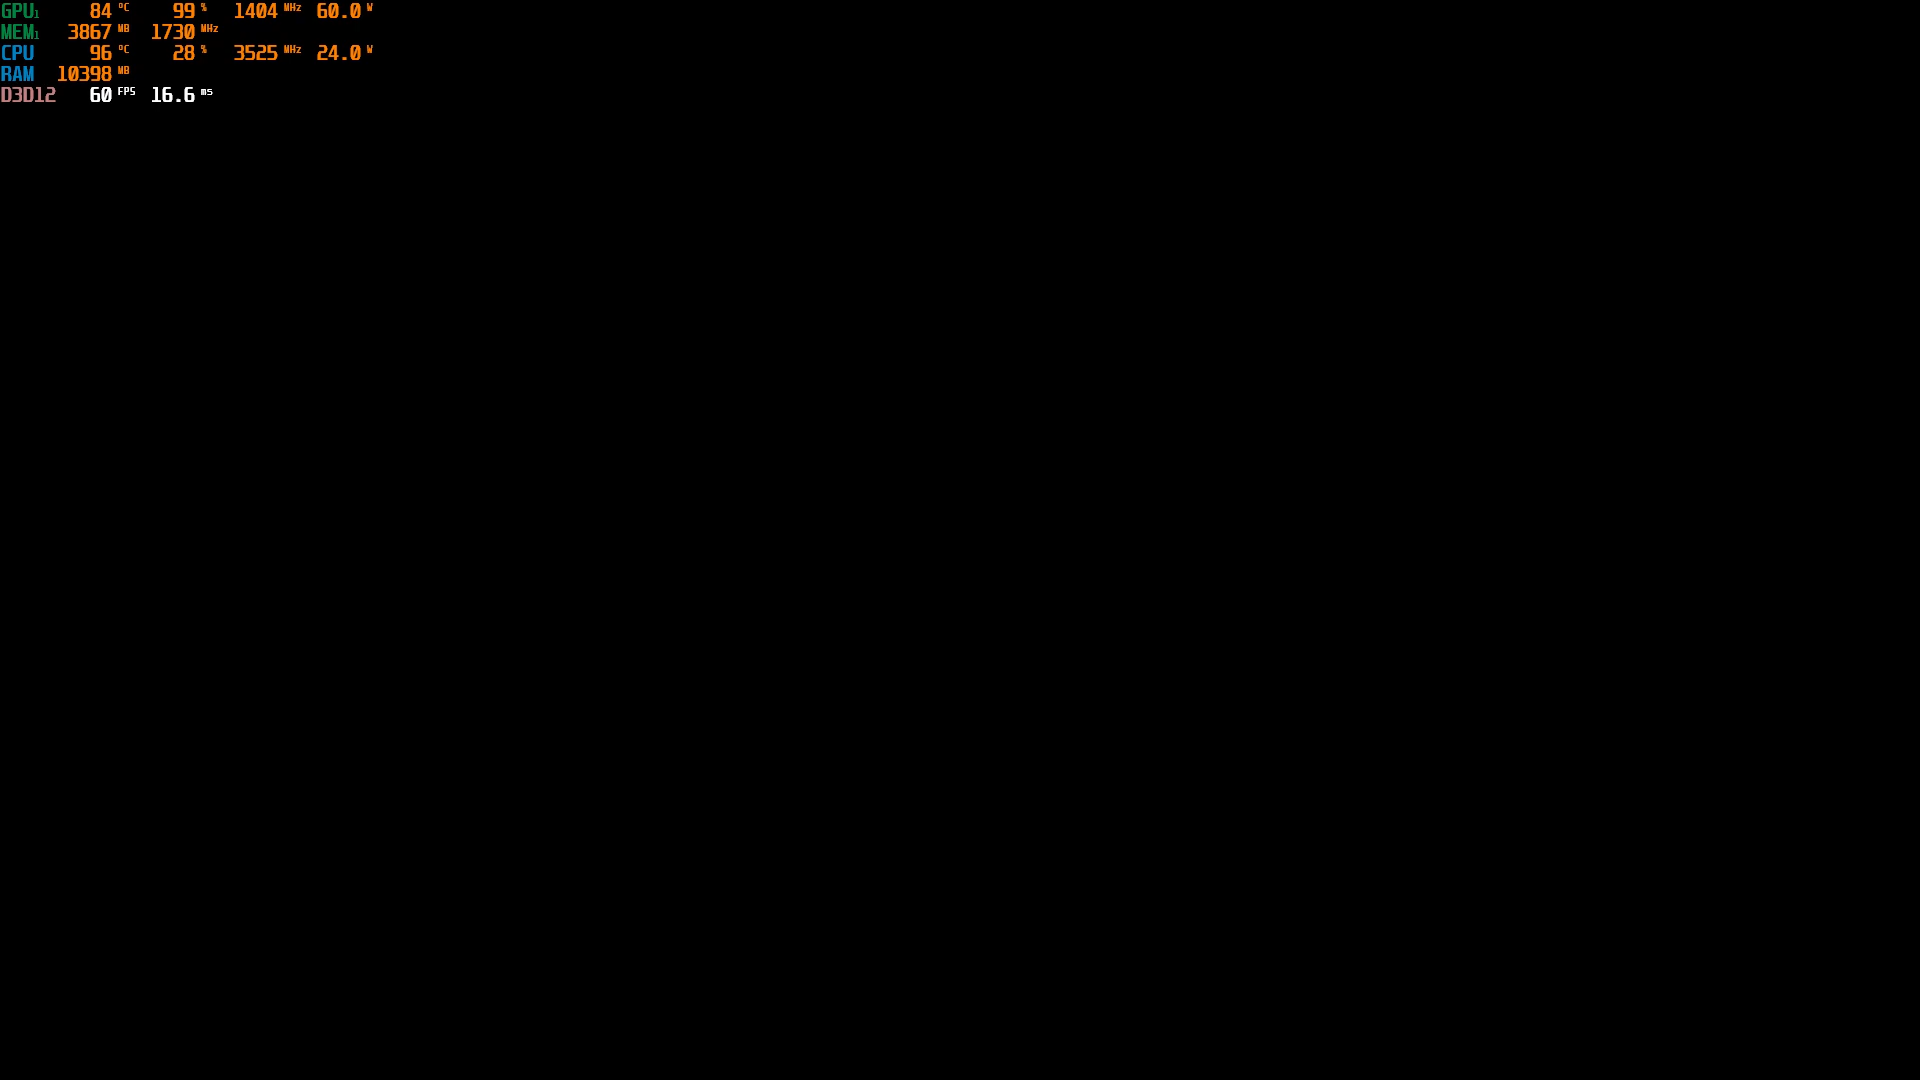 GPU1 84 °C 99 % 1404 MHz 60.0 W
MEM1 3867 MB 1730 MHz
CPU 96 °C 28 % 3525 MHz 24.0 W
RAM 10398 MB
D3D12 60 FPS 16.6 ms